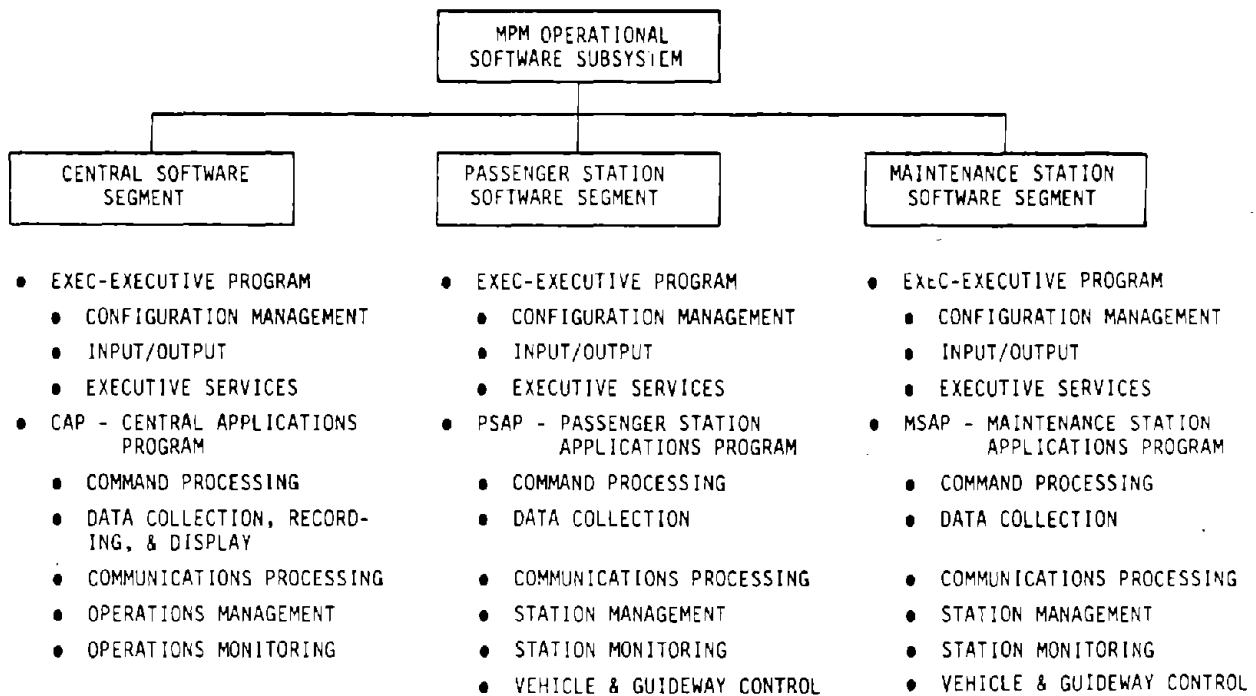 MPM OPERATIONAL
SOFTWARE SUBSYSTEM
CENTRAL SOFTWARE
SEGMENT
PASSENGER STATION
SOFTWARE SEGMENT
MAINTENANCE STATION
SOFTWARE SEGMENT
• EXEC-EXECUTIVE PROGRAM
• CONFIGURATION MANAGEMENT
• INPUT/OUTPUT
• EXECUTIVE SERVICES
• CAP - CENTRAL APPLICATIONS
PROGRAM
• COMMAND PROCESSING
• DATA COLLECTION, RECORD-
ING, & DISPLAY
• COMMUNICATIONS PROCESSING
• OPERATIONS MANAGEMENT
• OPERATIONS MONITORING
• EXEC-EXECUTIVE PROGRAM
• CONFIGURATION MANAGEMENT
• INPUT/OUTPUT
• EXECUTIVE SERVICES
• PSAP - PASSENGER STATION
APPLICATIONS PROGRAM
• COMMAND PROCESSING
• DATA COLLECTION
• COMMUNICATIONS PROCESSING
• STATION MANAGEMENT
• STATION MONITORING
• VEHICLE & GUIDEWAY CONTROL
• EXEC-EXECUTIVE PROGRAM
• CONFIGURATION MANAGEMENT
• INPUT/OUTPUT
• EXECUTIVE SERVICES
• MSAP - MAINTENANCE STATION
APPLICATIONS PROGRAM
• COMMAND PROCESSING
• DATA COLLECTION
• COMMUNICATIONS PROCESSING
• STATION MANAGEMENT
• STATION MONITORING
• VEHICLE & GUIDEWAY CONTROL